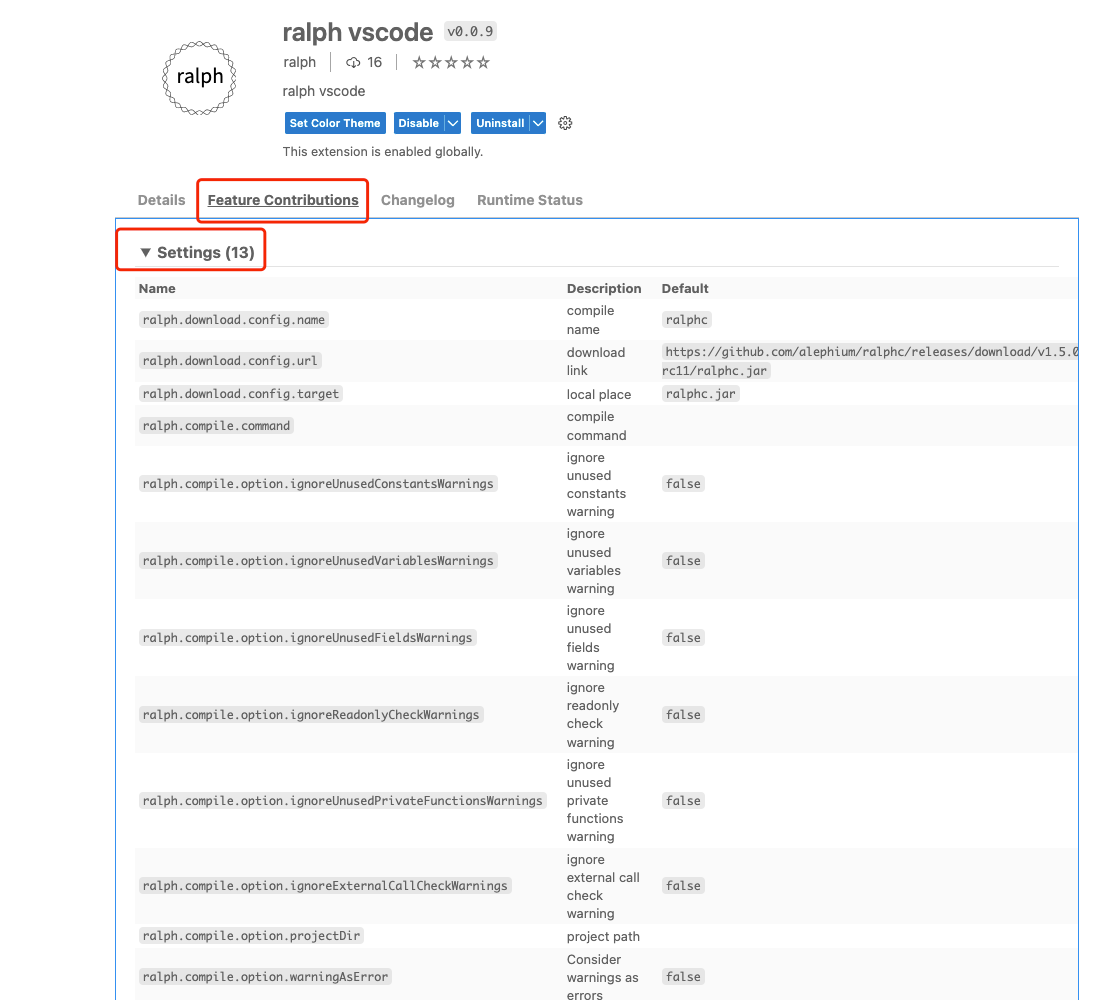 ralph
ralph vscode v0.0.9
ralph 16
ralph vscode
Set Color Theme Disable Uninstall
This extension is enabled globally.
Details Feature Contributions Changelog Runtime Status
Settings (13)
Name Description Default
ralph.download.config.name compile name ralphc
ralph.download.config.url download link https://github.com/alephium/ralphc/releases/download/v1.5.0
rc11/ralphc.jar
ralph.download.config.target local place ralphc.jar
ralph.compile.command compile command
ralph.compile.option.ignoreUnusedConstantsWarnings ignore unused constants warning false
ralph.compile.option.ignoreUnusedVariablesWarnings ignore unused variables warning false
ralph.compile.option.ignoreUnusedFieldsWarnings ignore unused fields warning false
ralph.compile.option.ignoreReadonlyCheckWarnings ignore readonly check warning false
ralph.compile.option.ignoreUnusedPrivateFunctionsWarnings ignore unused private functions warning false
ralph.compile.option.ignoreExternalCallCheckWarnings ignore external call check warning false
ralph.compile.option.projectDir project path
ralph.compile.option.warningAsError Consider warnings as errors false